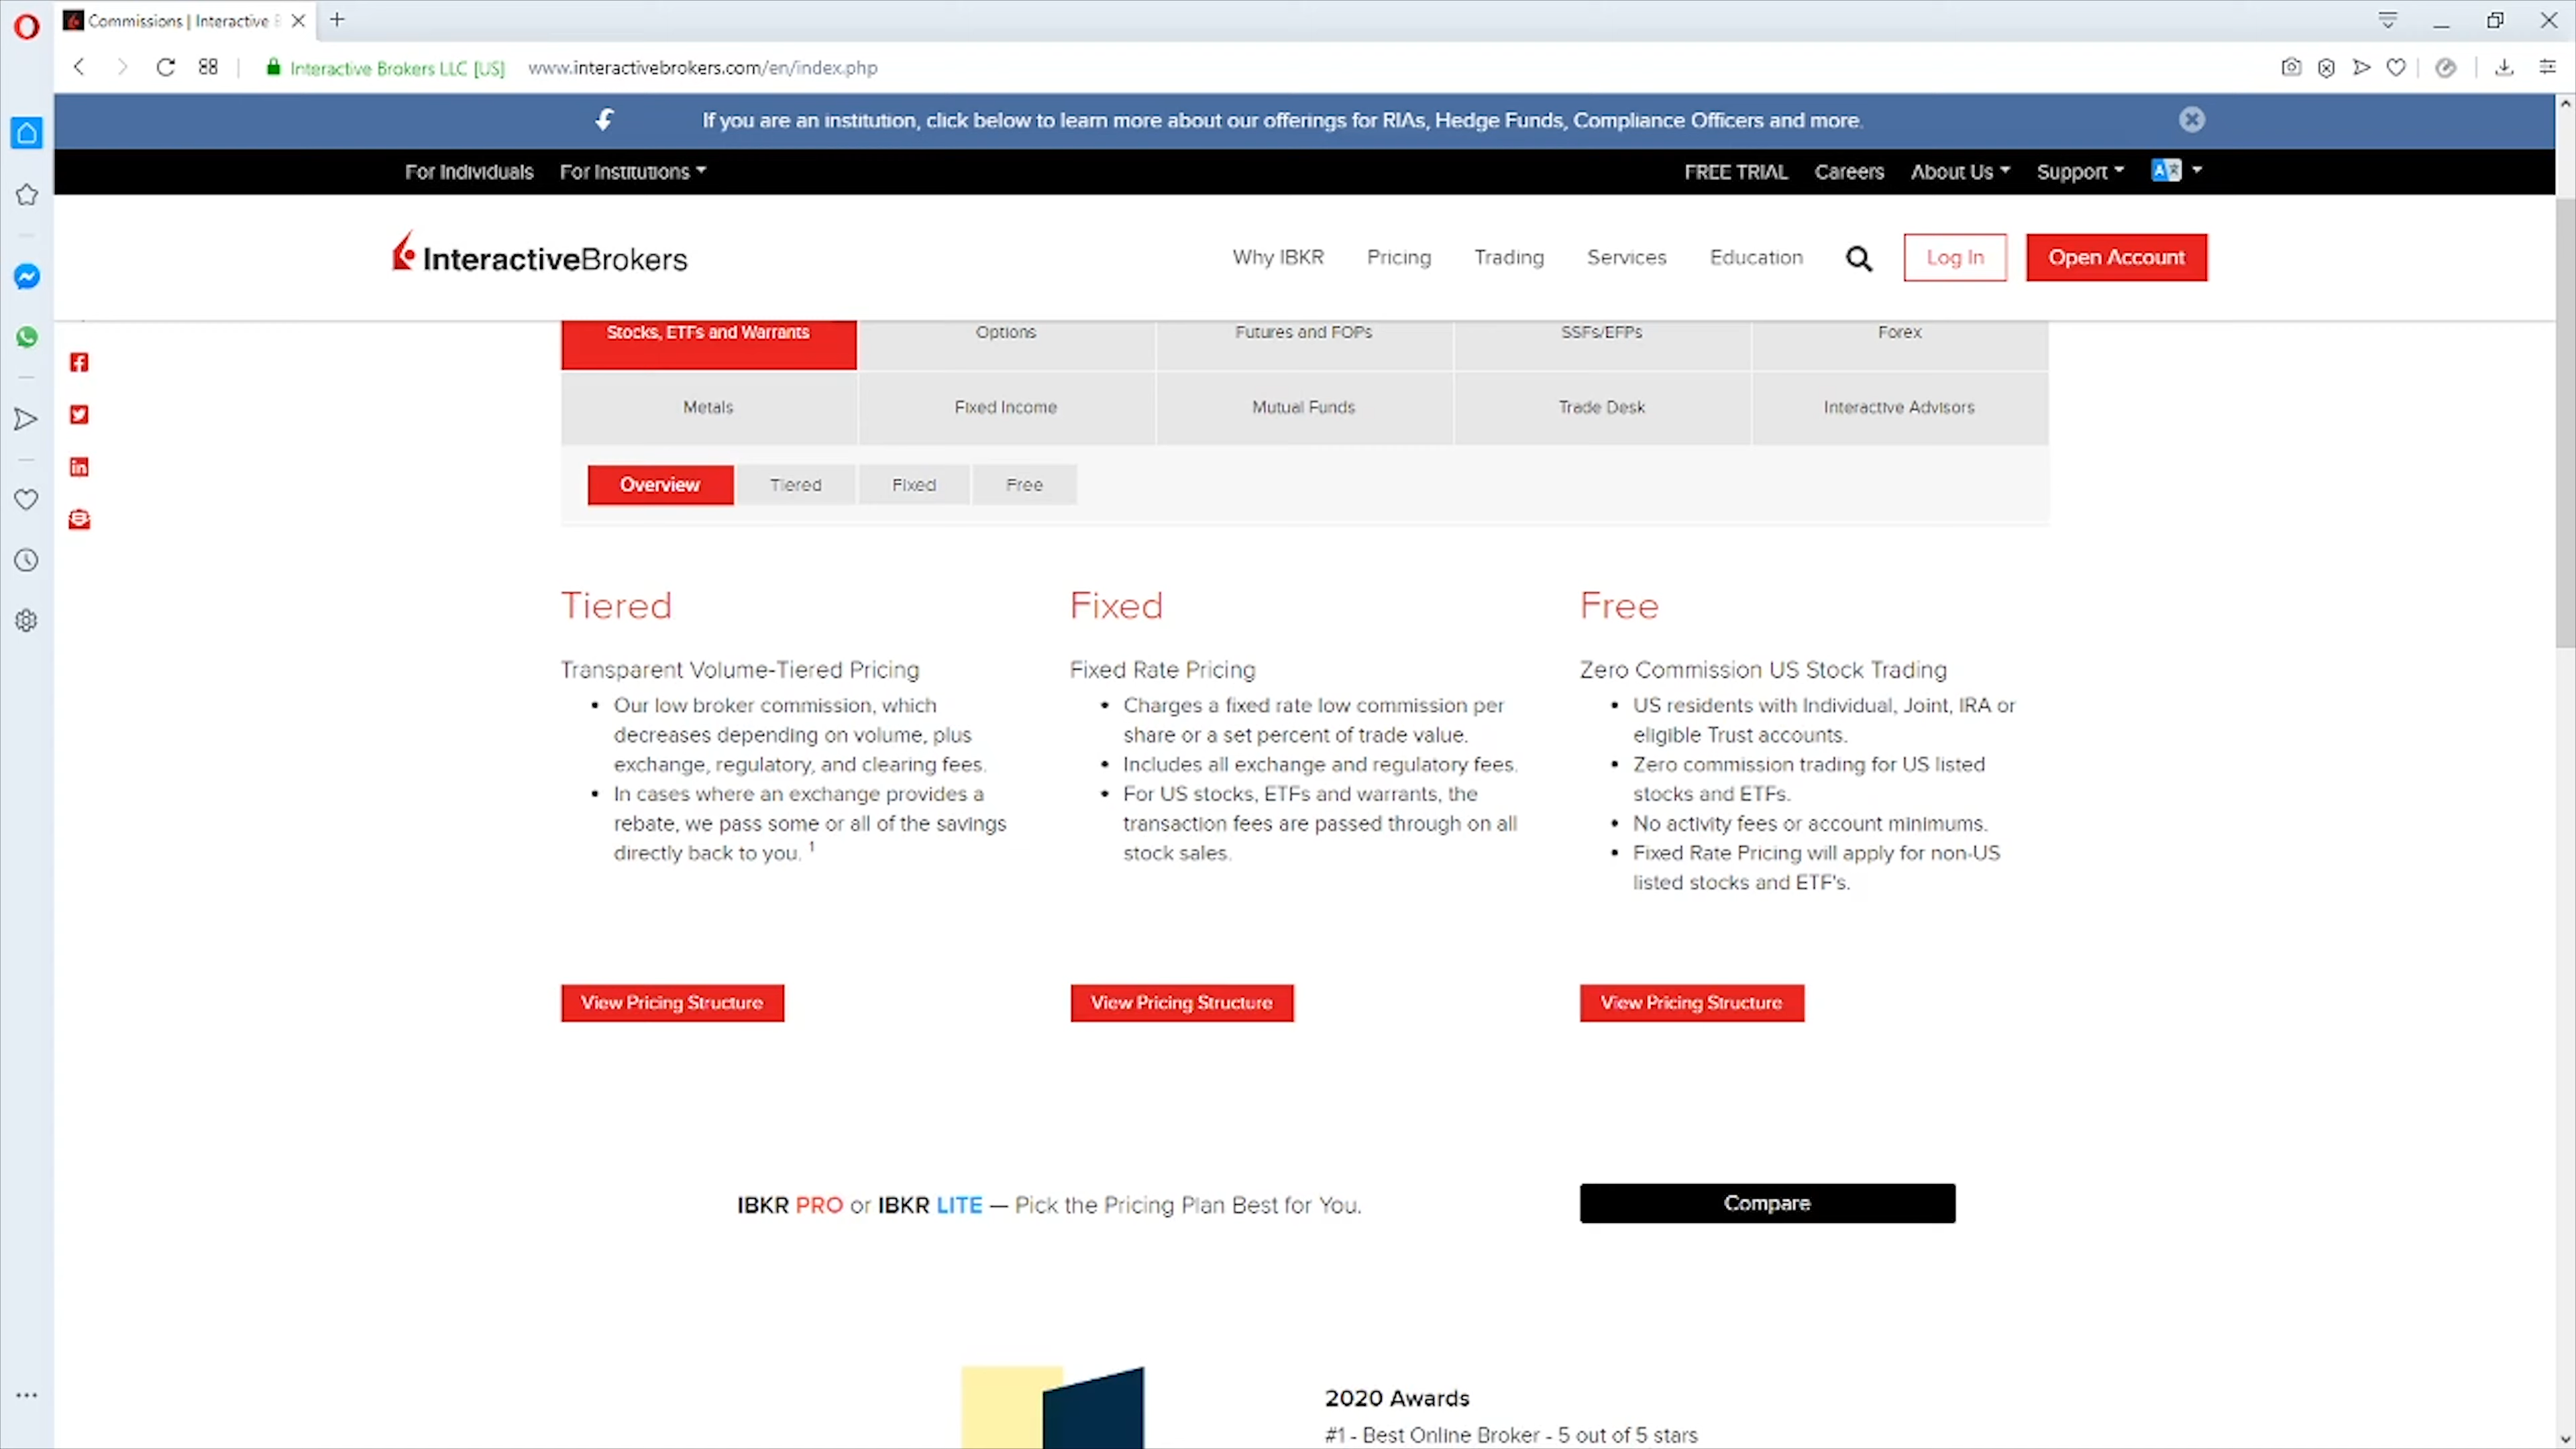 Commissions | Interactive B
Interactive Brokers LLC [US] www.interactivebrokers.com/en/index.php
If you are an institution, click below to learn more about our offerings for RIAs, Hedge Funds, Compliance Officers and more.
For Individuals For Institutions FREE TRIAL Careers About Us Support
InteractiveBrokers Why IBKR Pricing Trading Services Education Log In Open Account
Stocks, ETFs and Warrants Options Futures and FOPs SSFs/EFPs Forex
Metals Fixed Income Mutual Funds Trade Desk Interactive Advisors
Overview Tiered Fixed Free
Tiered
Transparent Volume-Tiered Pricing
• Our low broker commission, which
decreases depending on volume, plus
exchange, regulatory, and clearing fees.
• In cases where an exchange provides a
rebate, we pass some or all of the savings
directly back to you. 1
View Pricing Structure
Fixed
Fixed Rate Pricing
• Charges a fixed rate low commission per
share or a set percent of trade value.
• Includes all exchange and regulatory fees.
• For US stocks, ETFs and warrants, the
transaction fees are passed through on all
stock sales.
View Pricing Structure
Free
Zero Commission US Stock Trading
• US residents with Individual, Joint, IRA or
eligible Trust accounts.
• Zero commission trading for US listed
stocks and ETFs.
• No activity fees or account minimums.
• Fixed Rate Pricing will apply for non-US
listed stocks and ETF's.
View Pricing Structure
IBKR PRO or IBKR LITE — Pick the Pricing Plan Best for You. Compare
2020 Awards
#1 - Best Online Broker - 5 out of 5 stars